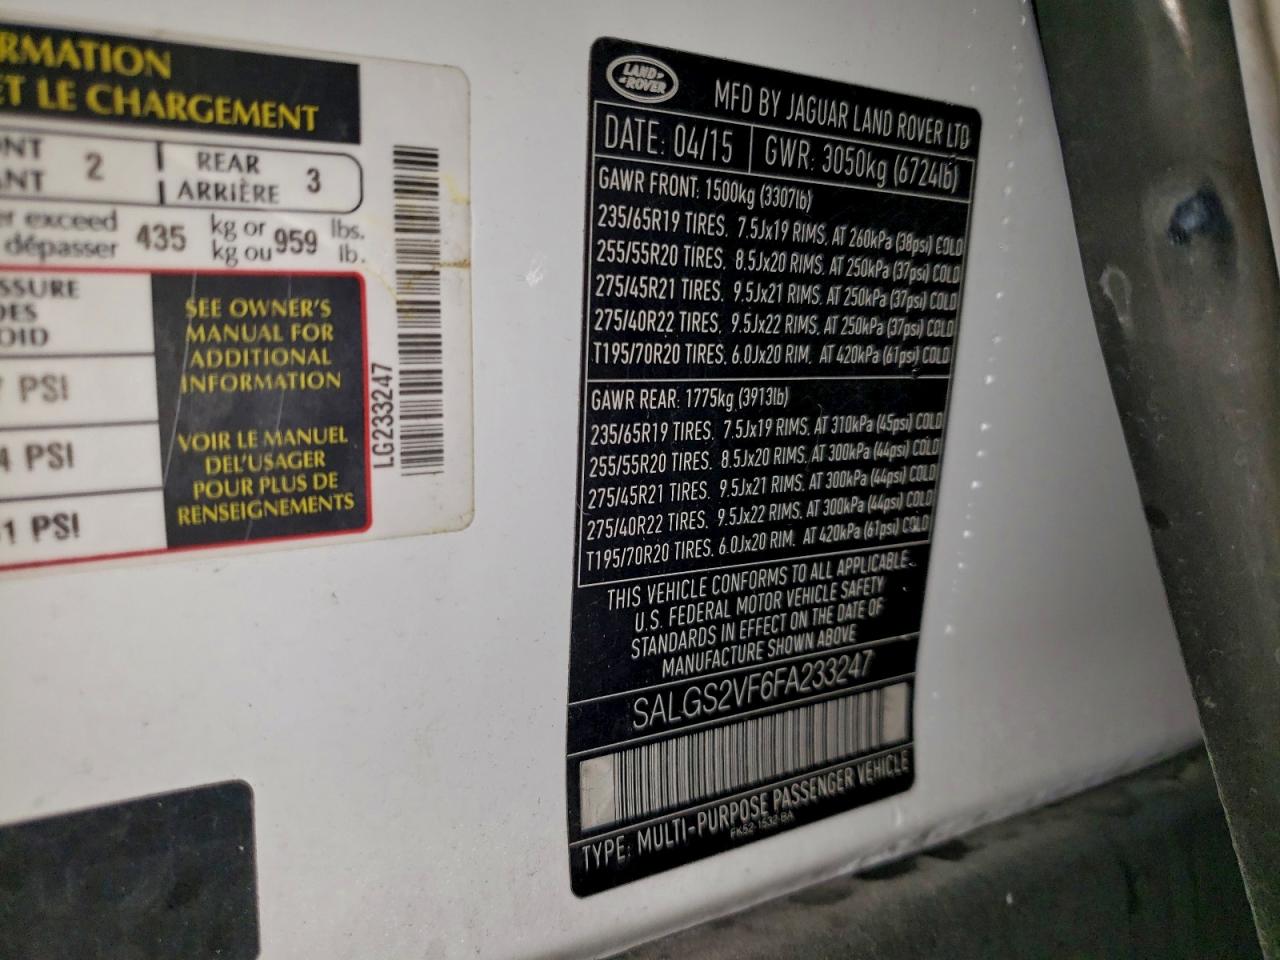 RMATION
ET LE CHARGEMENT
2
REAR
ARRIÈRE
3
exceed
dépasser
435
kg or
kg ou
959
lbs.
lb.
SEE OWNER'S
MANUAL FOR
ADDITIONAL
INFORMATION
PSI
PSI
PSI
VOIR LE MANUEL
DEL'USAGER
POUR PLUS DE
RENSEIGNEMENTS
LG233247
LAND
ROVER
MFD BY JAGUAR LAND ROVER LTD
DATE: 04/15 GWR: 3050kg (6724lb)
GAWR FRONT: 1500kg (3307lb)
235/65R19 TIRES, 7.5Jx19 RIMS, AT 260kPa (38psi) COLD
255/55R20 TIRES, 8.5Jx20 RIMS, AT 250kPa (37psi) COLD
275/45R21 TIRES, 9.5Jx21 RIMS, AT 250kPa (37psi) COLD
275/40R22 TIRES, 9.5Jx22 RIMS, AT 250kPa (37psi) COLD
T195/70R20 TIRES, 6.0Jx20 RIM, AT 420kPa (61psi) COLD
GAWR REAR: 1775kg (3913lb)
235/65R19 TIRES, 7.5Jx19 RIMS, AT 310kPa (45psi) COLD
255/55R20 TIRES, 8.5Jx20 RIMS, AT 300kPa (44psi) COLD
275/45R21 TIRES, 9.5Jx21 RIMS, AT 300kPa (44psi) COLD
275/40R22 TIRES, 9.5Jx22 RIMS, AT 300kPa (44psi) COLD
T195/70R20 TIRES, 6.0Jx20 RIM, AT 420kPa (61psi) COLD
THIS VEHICLE CONFORMS TO ALL APPLICABLE
U.S. FEDERAL MOTOR VEHICLE SAFETY
STANDARDS IN EFFECT ON THE DATE OF
MANUFACTURE SHOWN ABOVE
SALGS2VF6FA233247
TYPE: MULTI-PURPOSE PASSENGER VEHICLE
FK52-1532-BA